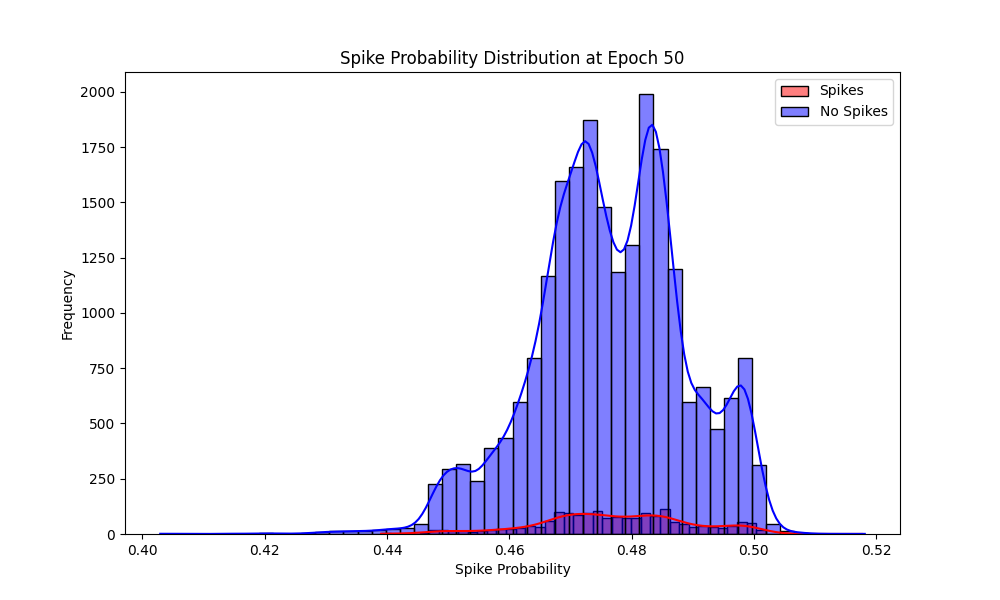 Spike Probability Distribution at Epoch 50
Spikes
No Spikes
2000
1750
1500
1250
1000
750
500
250
0
Frequency
0.40 0.42 0.44 0.46 0.48 0.50 0.52
Spike Probability